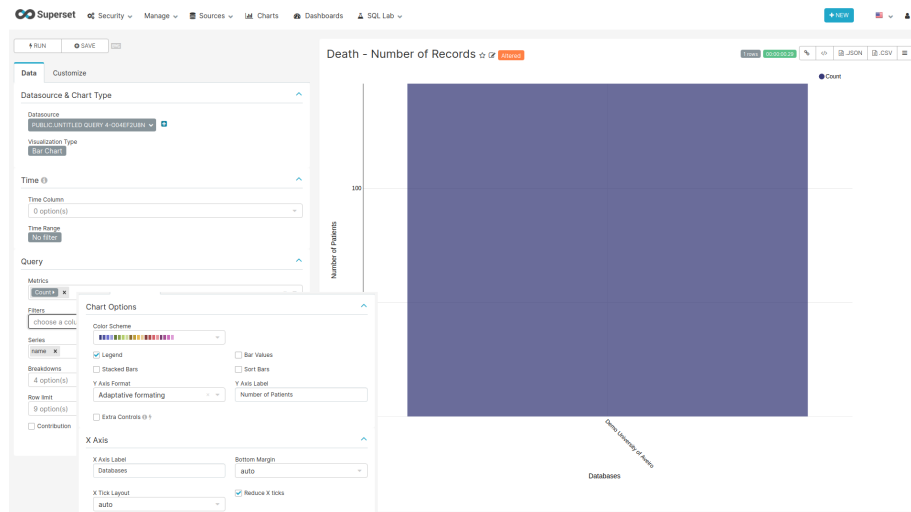 Superset Security Manage Sources Charts Dashboards SQL Lab + NEW
RUN SAVE
Death - Number of Records Altered 1 rows 00:00:00.29 </> .JSON .CSV
Data Customize
Count
Datasource & Chart Type
Datasource
PUBLIC.UNTITLED QUERY 4-O04EF2U8N
Visualization Type
Bar Chart
Time
Time Column
0 option(s)
100
Time Range
No filter
Number of Patients
Query
Metrics
Count x
Chart Options
Filters
choose a colu
Color Scheme
Series
name x
Legend Bar Values
Breakdowns
Stacked Bars Sort Bars
4 option(s)
Y Axis Format Y Axis Label
Adaptative formating Number of Patients
Row limit
9 option(s)
Extra Controls
Contribution
X Axis
Demo University of Aveiro
X Axis Label Bottom Margin
Databases auto
Databases
X Tick Layout Reduce X ticks
auto